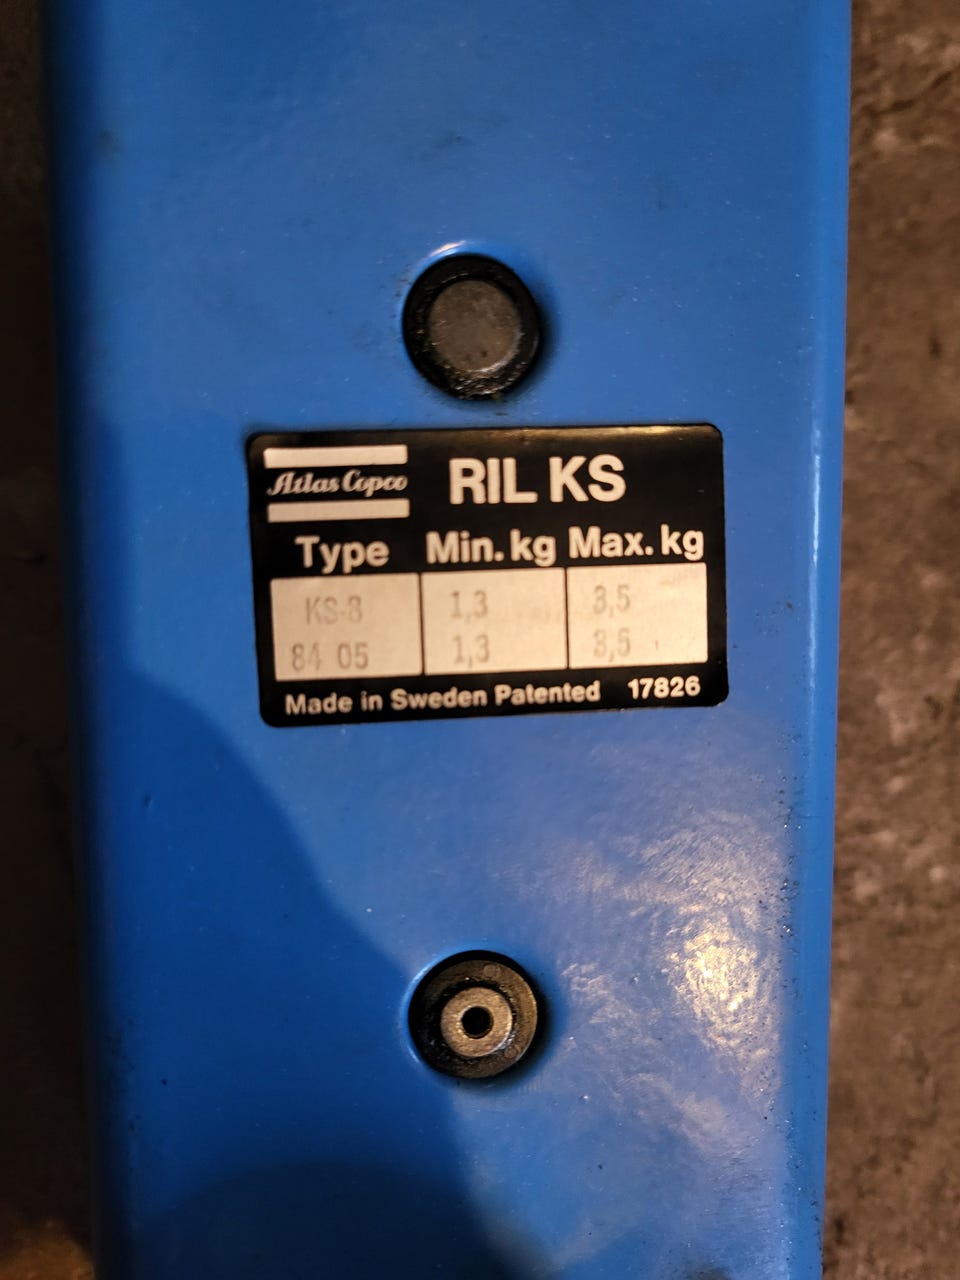 Atlas Copco
RIL KS
Type Min. kg Max. kg
KS-8 1,3 3,5
84 05 1,3 3,5
Made in Sweden Patented 17826